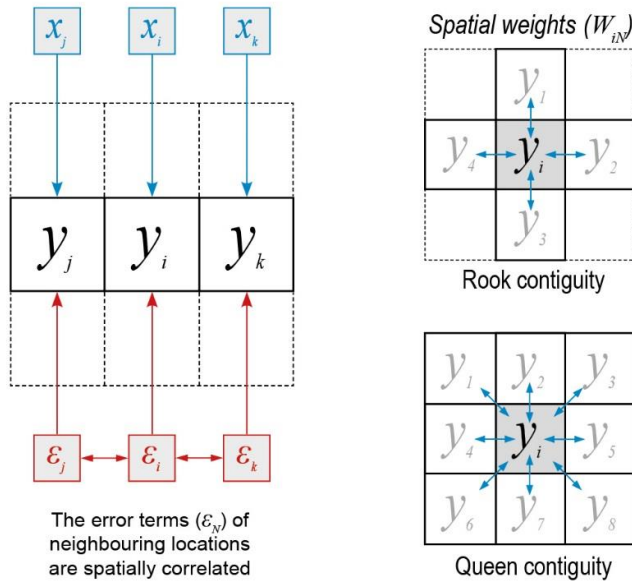 x_j x_i x_k
y_j y_i y_k
ε_j ε_i ε_k
The error terms (ε_N) of
neighbouring locations
are spatially correlated
Spatial weights (W_iN)
y_1
y_4 y_i y_2
y_3
Rook contiguity
y_1 y_2 y_3
y_4 y_i y_5
y_6 y_7 y_8
Queen contiguity